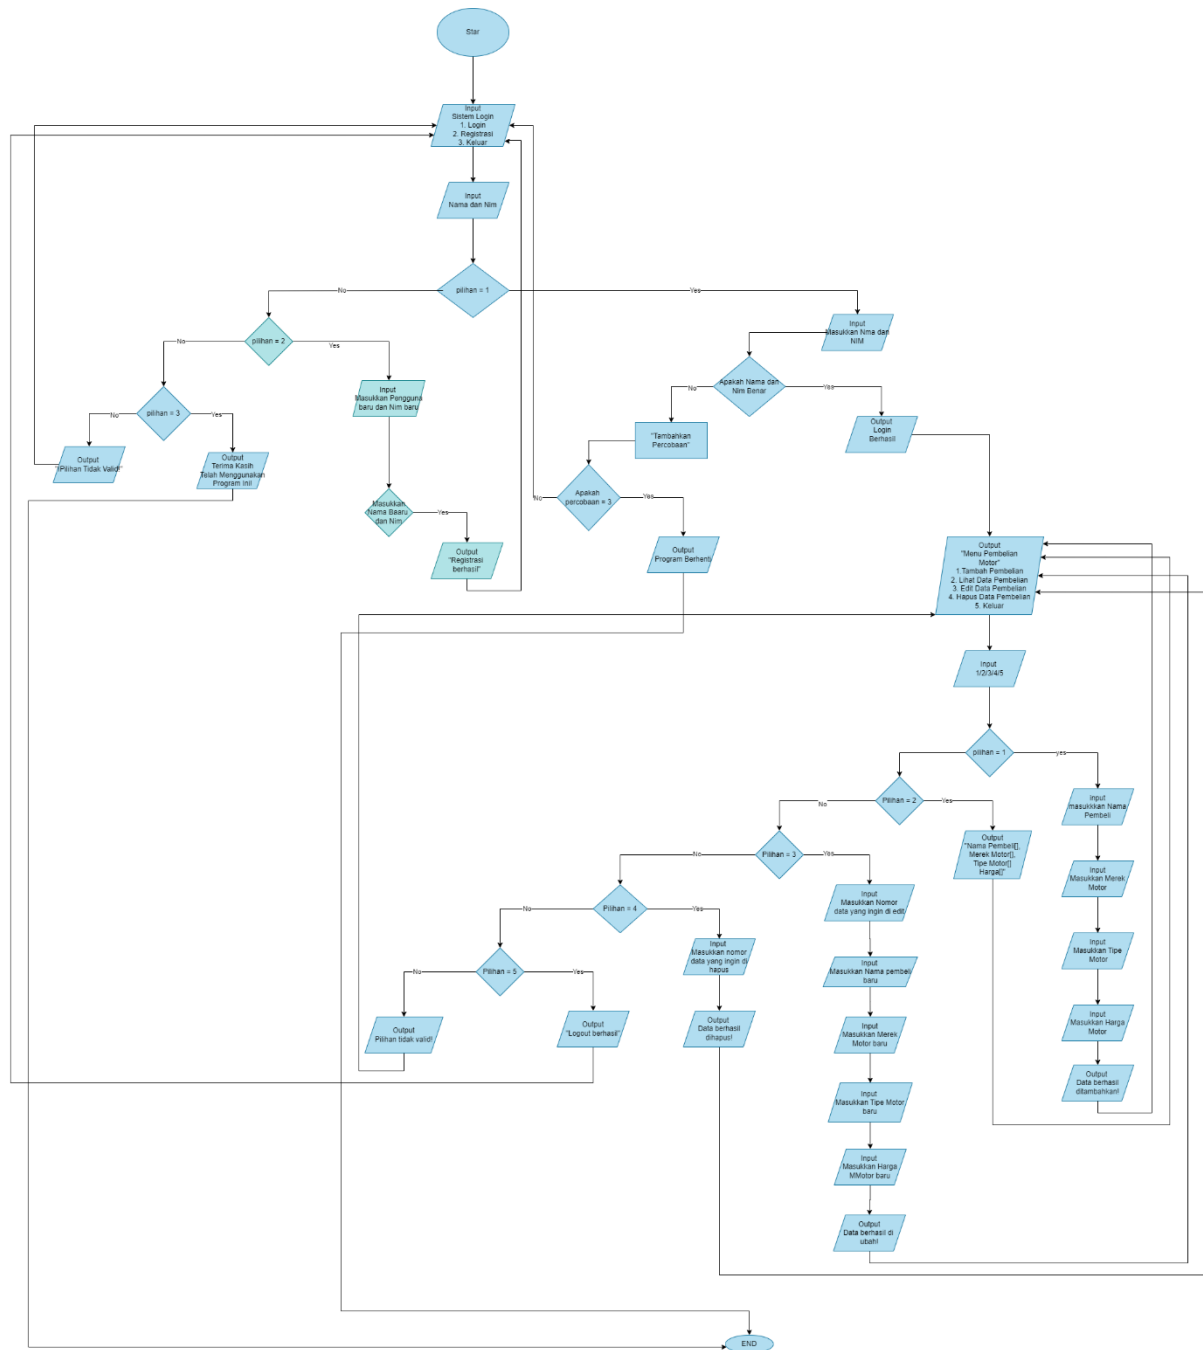 Star
Input
Sistem Login
1. Login
2. Registrasi
3. Keluar
Input
Nama dan Nim
pilihan = 1
No
Yes
pilihan = 2
No
Yes
Input
Masukkan Nma dan
NIM
pilihan = 3
No
Yes
Input
Masukkan Pengguna
baru dan Nim baru
Apakah Nama dan
Nim Benar
No
Yes
Output
"Pilihan Tidak Valid!"
Output
Terima Kasih
Telah Menggunakan
Program Ini!
"Tambahkan
Percobaan"
Output
Login
Berhasil
Masukkan
Nama Baaru
dan Nim
Yes
Apakah
percobaan = 3
No
Yes
Output
"Registrasi
berhasil"
Output
Program Berhenti
Output
"Menu Pembelian
Motor"
1.Tambah Pembelian
2. Lihat Data Pembelian
3. Edit Data Pembelian
4. Hapus Data Pembelian
5. Keluar
Input
1/2/3/4/5
pilihan = 1
yes
Pilihan = 2
No
Yes
Input
masukkkan Nama
Pembeli
Pilihan = 3
No
Yes
Output
"Nama Pembeli[],
Merek Motor[],
Tipe Motor[]
Harga[]"
Input
Masukkan Merek
Motor
Pilihan = 4
No
Yes
Input
Masukkan Nomor
data yang ingin di edit
Input
Masukkan Tipe
Motor
Pilihan = 5
No
Yes
Input
Masukkan nomor
data yang ingin di
hapus
Input
Masukkan Nama pembeli
baru
Input
Masukkan Harga
Motor
Output
Pilihan tidak valid!
Output
"Logout berhasil"
Output
Data berhasil
dihapus!
Input
Masukkan Merek
Motor baru
Output
Data berhasil
ditambahkan!
Input
Masukkan Tipe Motor
baru
Input
Masukkan Harga
MMotor baru
Output
Data berhasil di
ubah!
END